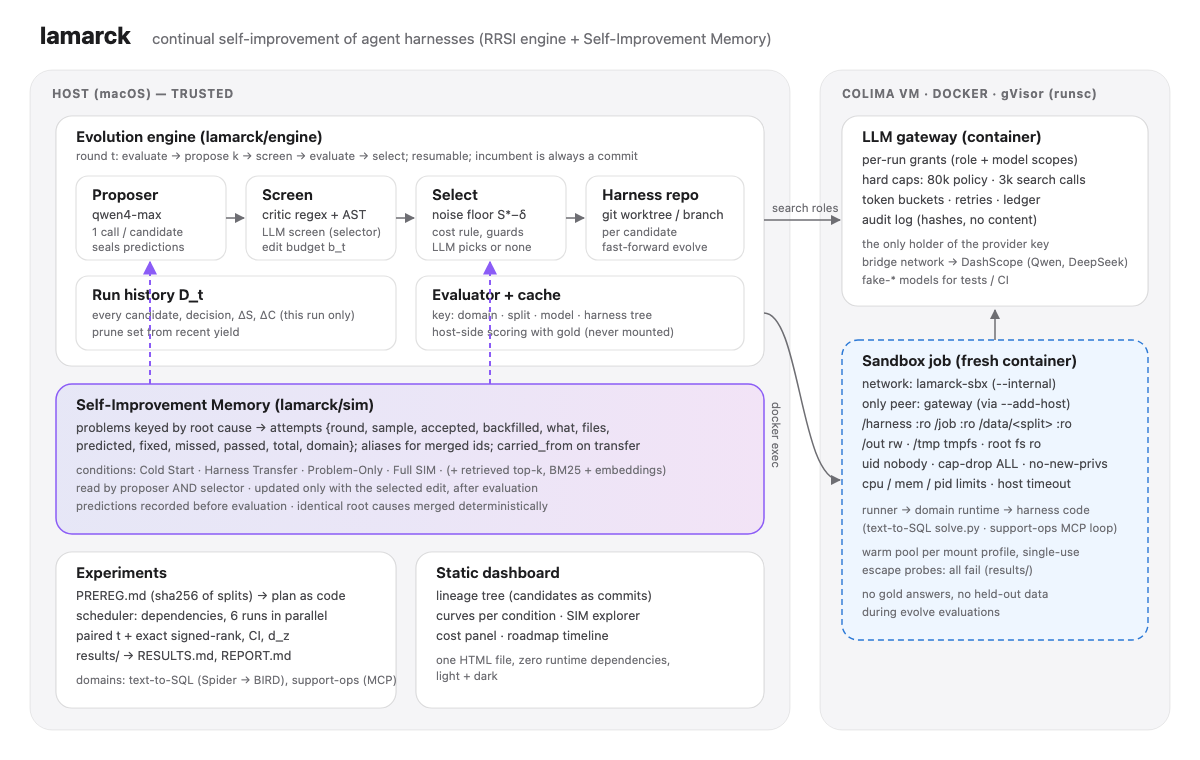 lamarck continual self-improvement of agent harnesses (RRSI engine + Self-Improvement Memory)
HOST (macOS) — TRUSTED
Evolution engine (lamarck/engine)
round t: evaluate → propose k → screen → evaluate → select; resumable; incumbent is always a commit
Proposer
qwen4-max
1 call / candidate
seals predictions
Screen
critic regex + AST
LLM screen (selector)
edit budget b_t
Select
noise floor S*−δ
cost rule, guards
LLM picks or none
Harness repo
git worktree / branch
per candidate
fast-forward evolve
Run history D_t
every candidate, decision, ΔS, ΔC (this run only)
prune set from recent yield
Evaluator + cache
key: domain · split · model · harness tree
host-side scoring with gold (never mounted)
Self-Improvement Memory (lamarck/sim)
problems keyed by root cause → attempts {round, sample, accepted, backfilled, what, files,
predicted, fixed, missed, passed, total, domain}; aliases for merged ids; carried_from on transfer
conditions: Cold Start · Harness Transfer · Problem-Only · Full SIM · (+ retrieved top-k, BM25 + embeddings)
read by proposer AND selector · updated only with the selected edit, after evaluation
predictions fecorded before evaluation · identical root causes merged deterministically
Experiments
PREREG.md (sha256 of splits) → plan as code
scheduler: dependencies, 6 runs in parallel
paired t + exact signed-rank, CI, d_z
results/ → RESULTS.md, REPORT.md
domains: text-to-SQL (Spider → BIRD), support-ops (MCP)
Static dashboard
lineage tree (candidates as commits)
curves per condition · SIM explorer
cost panel · roadmap timeline
one HTML file, zero runtime dependencies,
light + dark
search roles
docker exec
COLIMA VM · DOCKER · gVisor (runsc)
LLM gateway (container)
per-run grants (role + model scopes)
hard caps: 80k policy · 3k search calls
token buckets · retries · ledger
audit log (hashes, no content)
the only holder of the provider key
bridge network → DashScope (Qwen, DeepSeek)
fake-* models for tests / CI
Sandbox job (fresh container)
network: lamarck-sbx (--internal)
only peer: gateway (via --add-host)
/harness :ro /job :ro /data/<split> :ro
/out rw · /tmp tmpfs · root fs ro
uid nobody · cap-drop ALL · no-new-privs
cpu / mem / pid limits · host timeout
runner → domain runtime → harness code
(text-to-SQL solve.py · support-ops MCP loop)
warm pool per mount profile, single-use
escape probes: all fail (results/)
no gold answers, no held-out data
during evolve evaluations